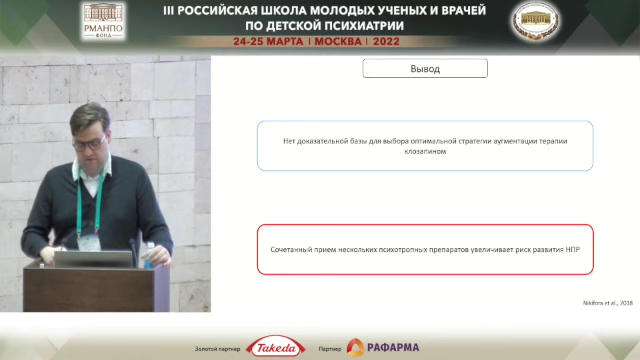 III РОССИЙСКАЯ ШКОЛА МОЛОДЫХ УЧЕНЫХ И ВРАЧЕЙ
ПО ДЕТСКОЙ ПСИХИАТРИИ
24-25 МАРТА | МОСКВА | 2022
РМАНПО
ФОНД
Вывод
Нет доказательной базы для выбора оптимальной стратегии аугментации терапии
клозапином
Сочетанный прием нескольких психотропных препаратов увеличивает риск развития НПР
Nikifora et al., 2018
Золотой партнер
Takeda
Партнер
РАФАРМА